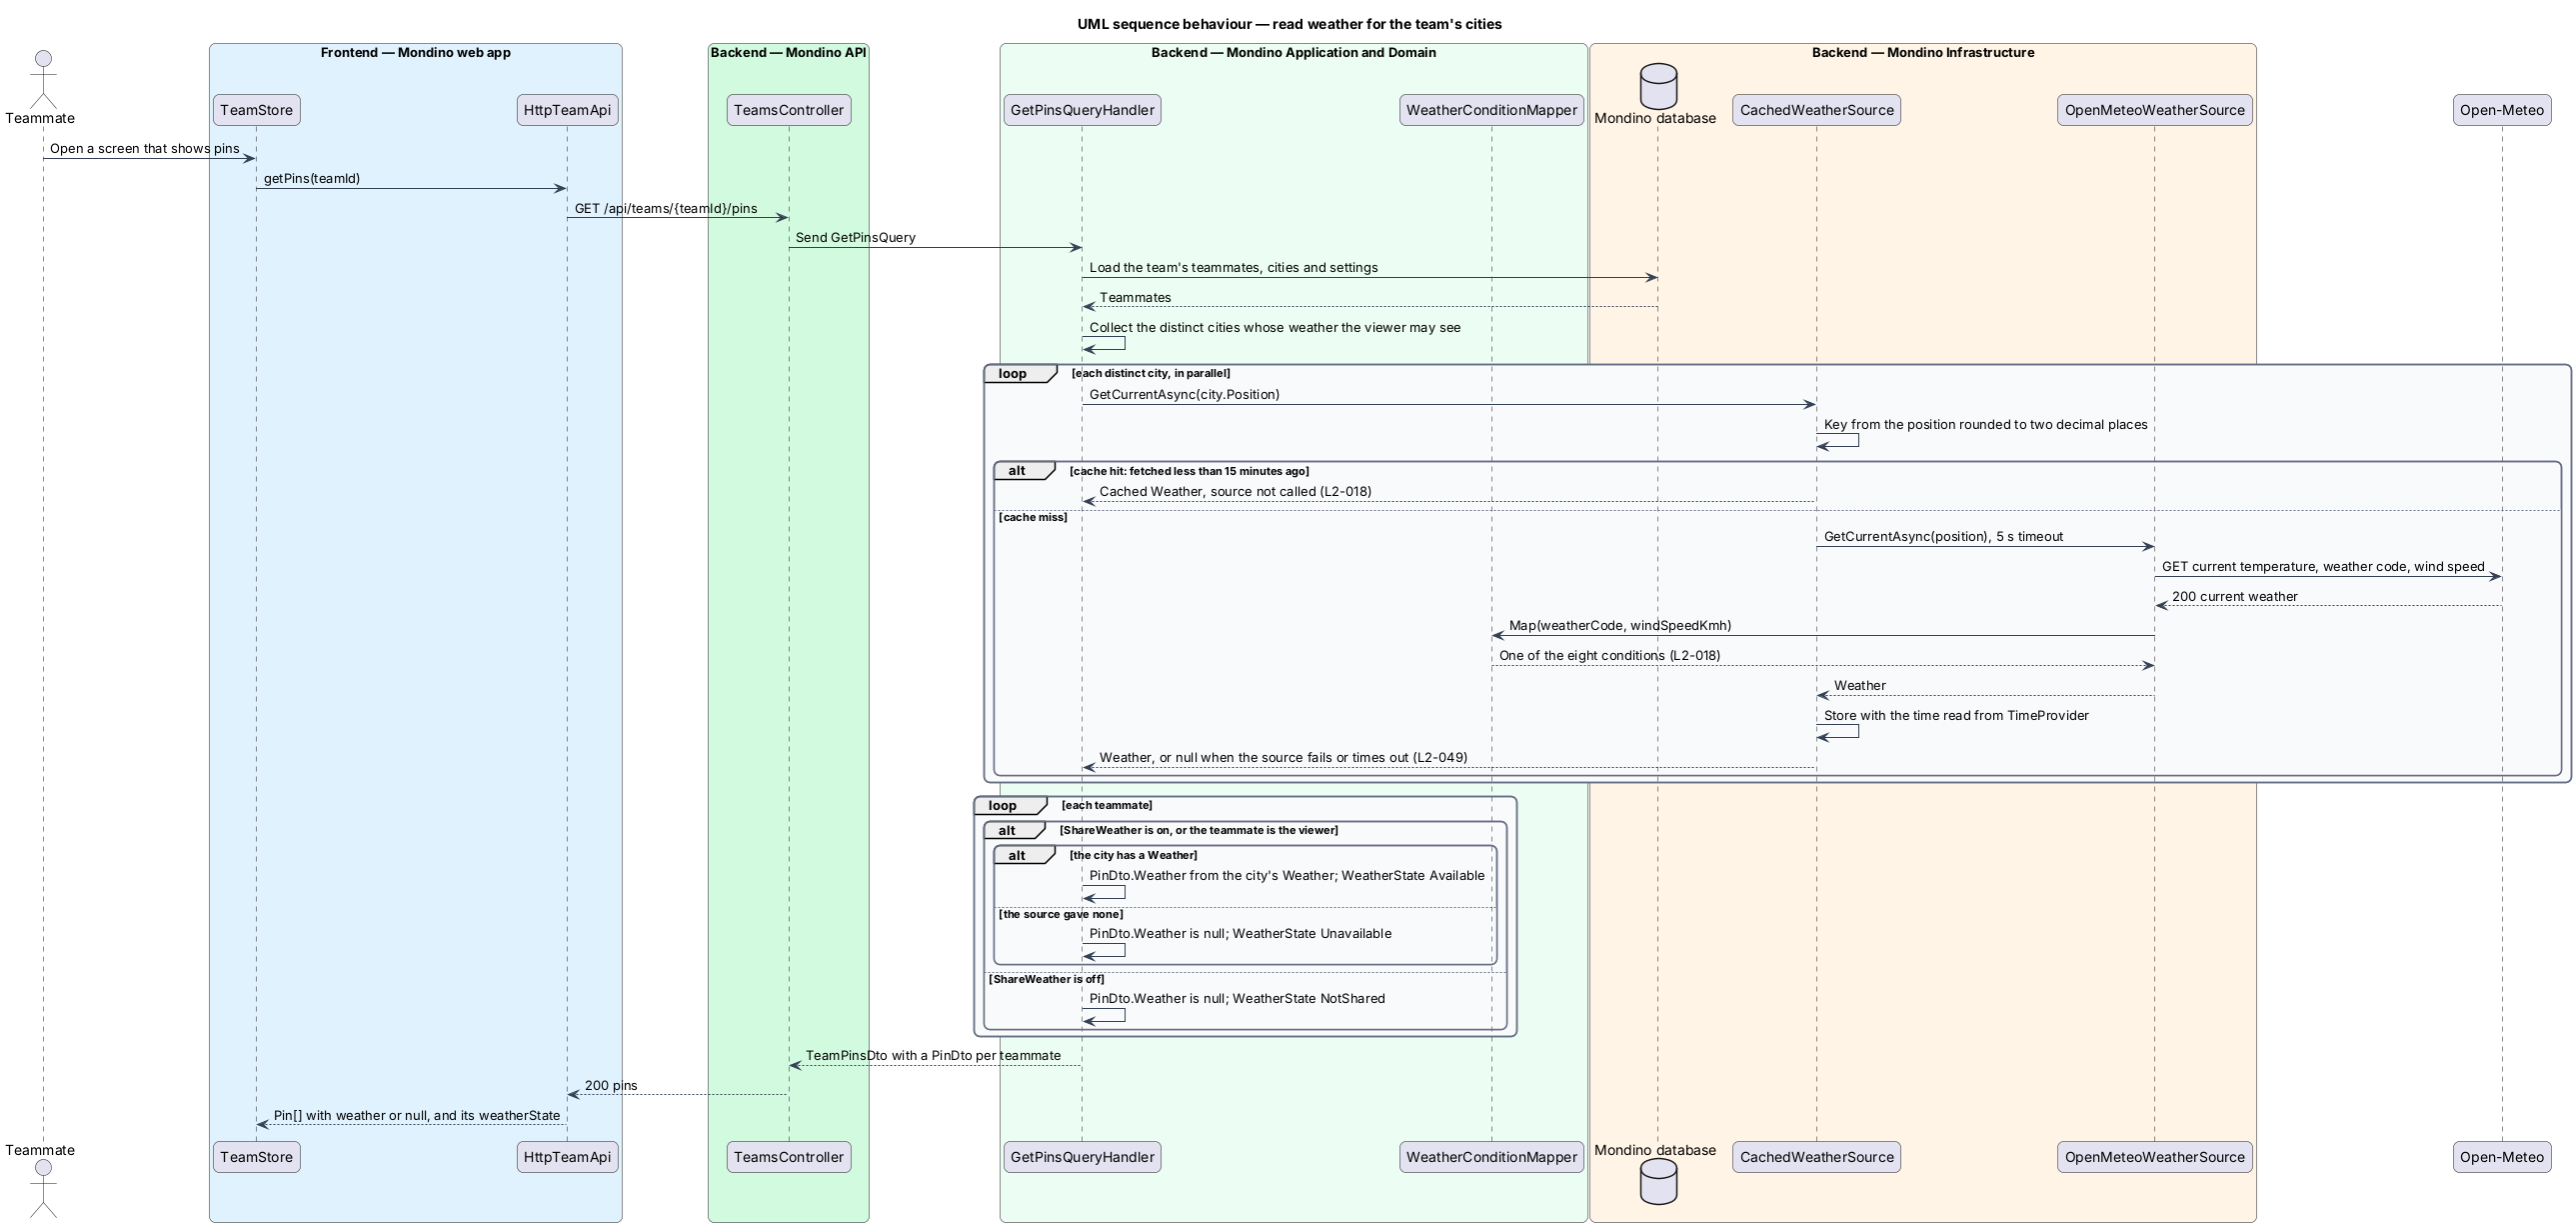 UML sequence behaviour — read weather for the team's cities
Frontend — Mondino web app
Backend — Mondino API
Backend — Mondino Application and Domain
Backend — Mondino Infrastructure
Teammate
TeamStore
HttpTeamApi
TeamsController
GetPinsQueryHandler
WeatherConditionMapper
Mondino database
CachedWeatherSource
OpenMeteoWeatherSource
Open-Meteo
Open a screen that shows pins
getPins(teamId)
GET /api/teams/{teamId}/pins
Send GetPinsQuery
Load the team's teammates, cities and settings
Teammates
Collect the distinct cities whose weather the viewer may see
loop [each distinct city, in parallel]
GetCurrentAsync(city.Position)
Key from the position rounded to two decimal places
alt [cache hit: fetched less than 15 minutes ago]
Cached Weather, source not called (L2-018)
[cache miss]
GetCurrentAsync(position), 5 s timeout
GET current temperature, weather code, wind speed
200 current weather
Map(weatherCode, windSpeedKmh)
One of the eight conditions (L2-018)
Weather
Store with the time read from TimeProvider
Weather, or null when the source fails or times out (L2-049)
loop [each teammate]
alt [ShareWeather is on, or the teammate is the viewer]
alt [the city has a Weather]
PinDto.Weather from the city's Weather; WeatherState Available
[the source gave none]
PinDto.Weather is null; WeatherState Unavailable
[ShareWeather is off]
PinDto.Weather is null; WeatherState NotShared
TeamPinsDto with a PinDto per teammate
200 pins
Pin[] with weather or null, and its weatherState
Teammate
TeamStore
HttpTeamApi
TeamsController
GetPinsQueryHandler
WeatherConditionMapper
Mondino database
CachedWeatherSource
OpenMeteoWeatherSource
Open-Meteo